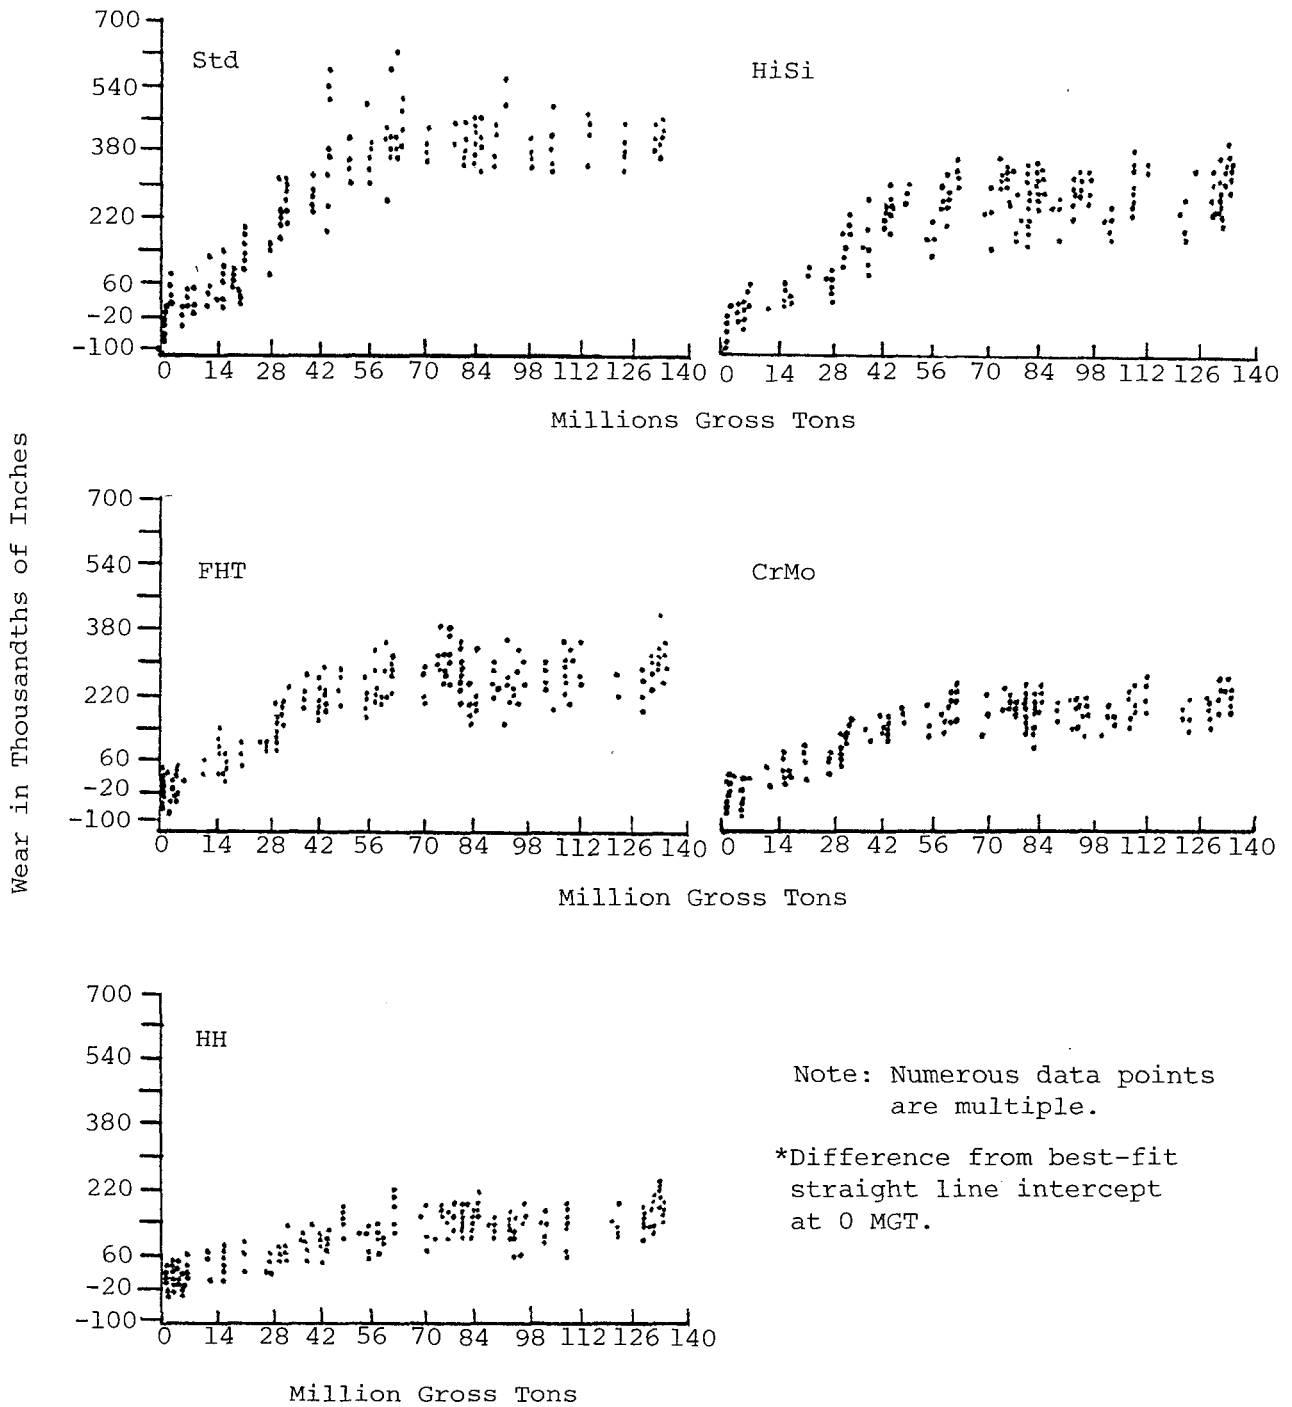 Wear in Thousandths of Inches
Std
700
540
380
220
60
-20
-100
0 14 28 42 56 70 84 98 112 126 140
HiSi
0 14 28 42 56 70 84 98 112 126 140
Millions Gross Tons
FHT
700
540
380
220
60
-20
-100
0 14 28 42 56 70 84 98 112 126 140
CrMo
0 14 28 42 56 70 84 98 112 126 140
Million Gross Tons
HH
700
540
380
220
60
-20
-100
0 14 28 42 56 70 84 98 112 126 140
Million Gross Tons
Note: Numerous data points
are multiple.
*Difference from best-fit
straight line intercept
at 0 MGT.